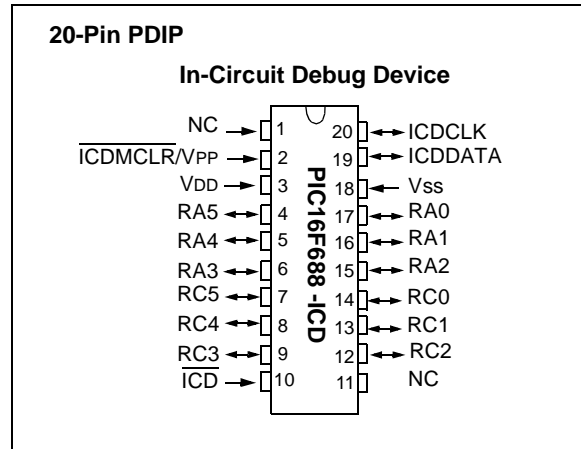 20-Pin PDIP
In-Circuit Debug Device
NC 1 20 ICDCLK
ICDMCLR/VPP 2 19 ICDDATA
VDD 3 18 VSS
RA5 4 17 RA0
RA4 5 16 RA1
RA3 6 15 RA2
RC5 7 14 RC0
RC4 8 13 RC1
RC3 9 12 RC2
ICD 10 11 NC
PIC16F688-ICD